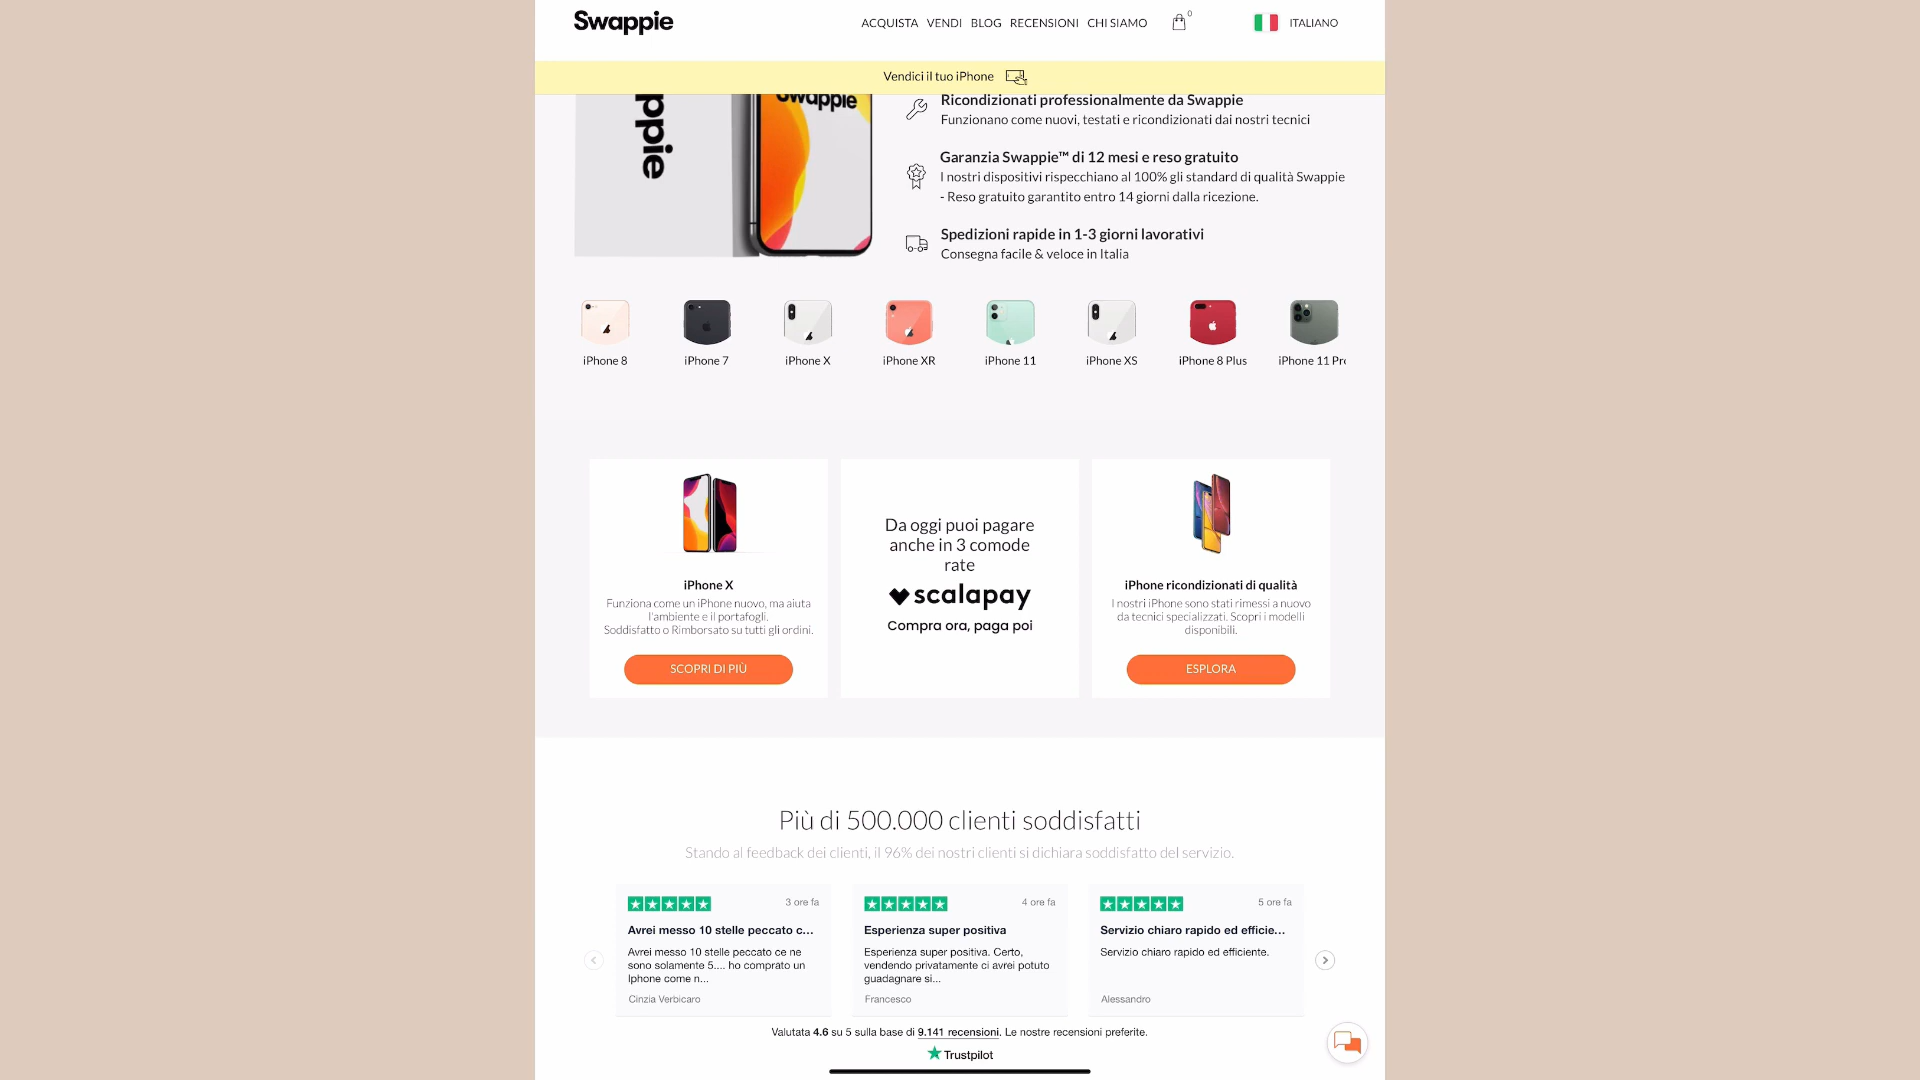 Swappie
ACQUISTA VENDI BLOG RECENSIONI CHI SIAMO 0 ITALIANO
Vendici il tuo iPhone
Swappie
Ricondizionati professionalmente da Swappie
Funzionano come nuovi, testati e ricondizionati dai nostri tecnici
Garanzia Swappie™ di 12 mesi e reso gratuito
I nostri dispositivi rispecchiano al 100% gli standard di qualità Swappie
- Reso gratuito garantito entro 14 giorni dalla ricezione.
Spedizioni rapide in 1-3 giorni lavorativi
Consegna facile & veloce in Italia
ppie
iPhone 8 iPhone 7 iPhone X iPhone XR iPhone 11 iPhone XS iPhone 8 Plus iPhone 11 Pr
iPhone X
Funziona come un iPhone nuovo, ma aiuta
l'ambiente e il portafogli.
Soddisfatto o Rimborsato su tutti gli ordini.
SCOPRI DI PIÙ
Da oggi puoi pagare
anche in 3 comode
rate
scalapay
Compra ora, paga poi
iPhone ricondizionati di qualità
I nostri iPhone sono stati rimessi a nuovo
da tecnici specializzati. Scopri i modelli
disponibili.
ESPLORA
Più di 500.000 clienti soddisfatti
Stando al feedback dei clienti, il 96% dei nostri clienti si dichiara soddisfatto del servizio.
3 ore fa
Avrei messo 10 stelle peccato c...
Avrei messo 10 stelle peccato ce ne
sono solamente 5.... ho comprato un
Iphone come n...
Cinzia Verbicaro
4 ore fa
Esperienza super positiva
Esperienza super positiva. Certo,
vendendo privatamente ci avrei potuto
guadagnare si...
Francesco
5 ore fa
Servizio chiaro rapido ed efficie...
Servizio chiaro rapido ed efficiente.
Alessandro
Valutata 4.6 su 5 sulla base di 9.141 recensioni. Le nostre recensioni preferite.
Trustpilot